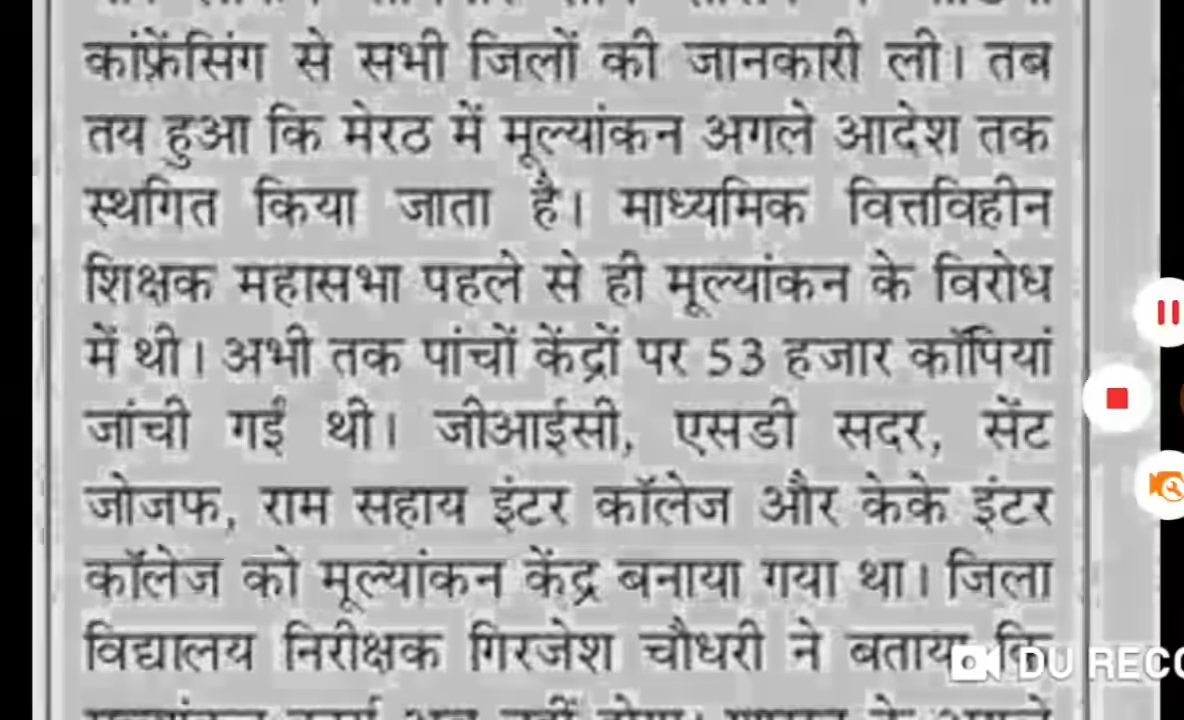 कांफ्रेंसिंग से सभी जिलों की जानकारी ली। तब
तय हुआ कि मेरठ में मूल्यांकन अगले आदेश तक
स्थगित किया जाता है। माध्यमिक वित्तविहीन
शिक्षक महासभा पहले से ही मूल्यांकन के विरोध
में थी। अभी तक पांचों केंद्रों पर 53 हजार कॉपियां
जांची गईं थी। जीआईसी, एसडी सदर, सेंट
जोजफ, राम सहाय इंटर कॉलेज और केके इंटर
कॉलेज को मूल्यांकन केंद्र बनाया गया था। जिला
विद्यालय निरीक्षक गिरजेश चौधरी ने बताया कि
DU RECO